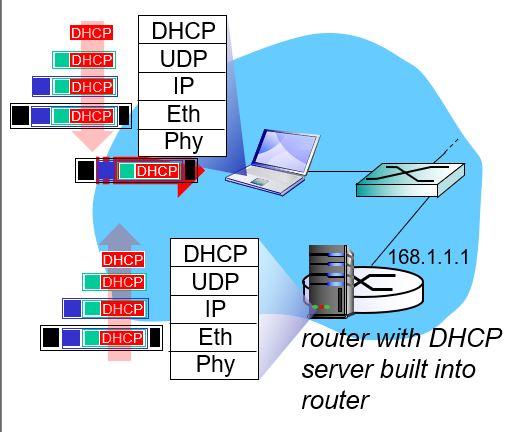 DHCP
DHCP
DHCP
DHCP
DHCP
UDP
IP
Eth
Phy
DHCP
DHCP
DHCP
DHCP
DHCP
DHCP
UDP
IP
Eth
Phy
168.1.1.1
router with DHCP
server built into
router